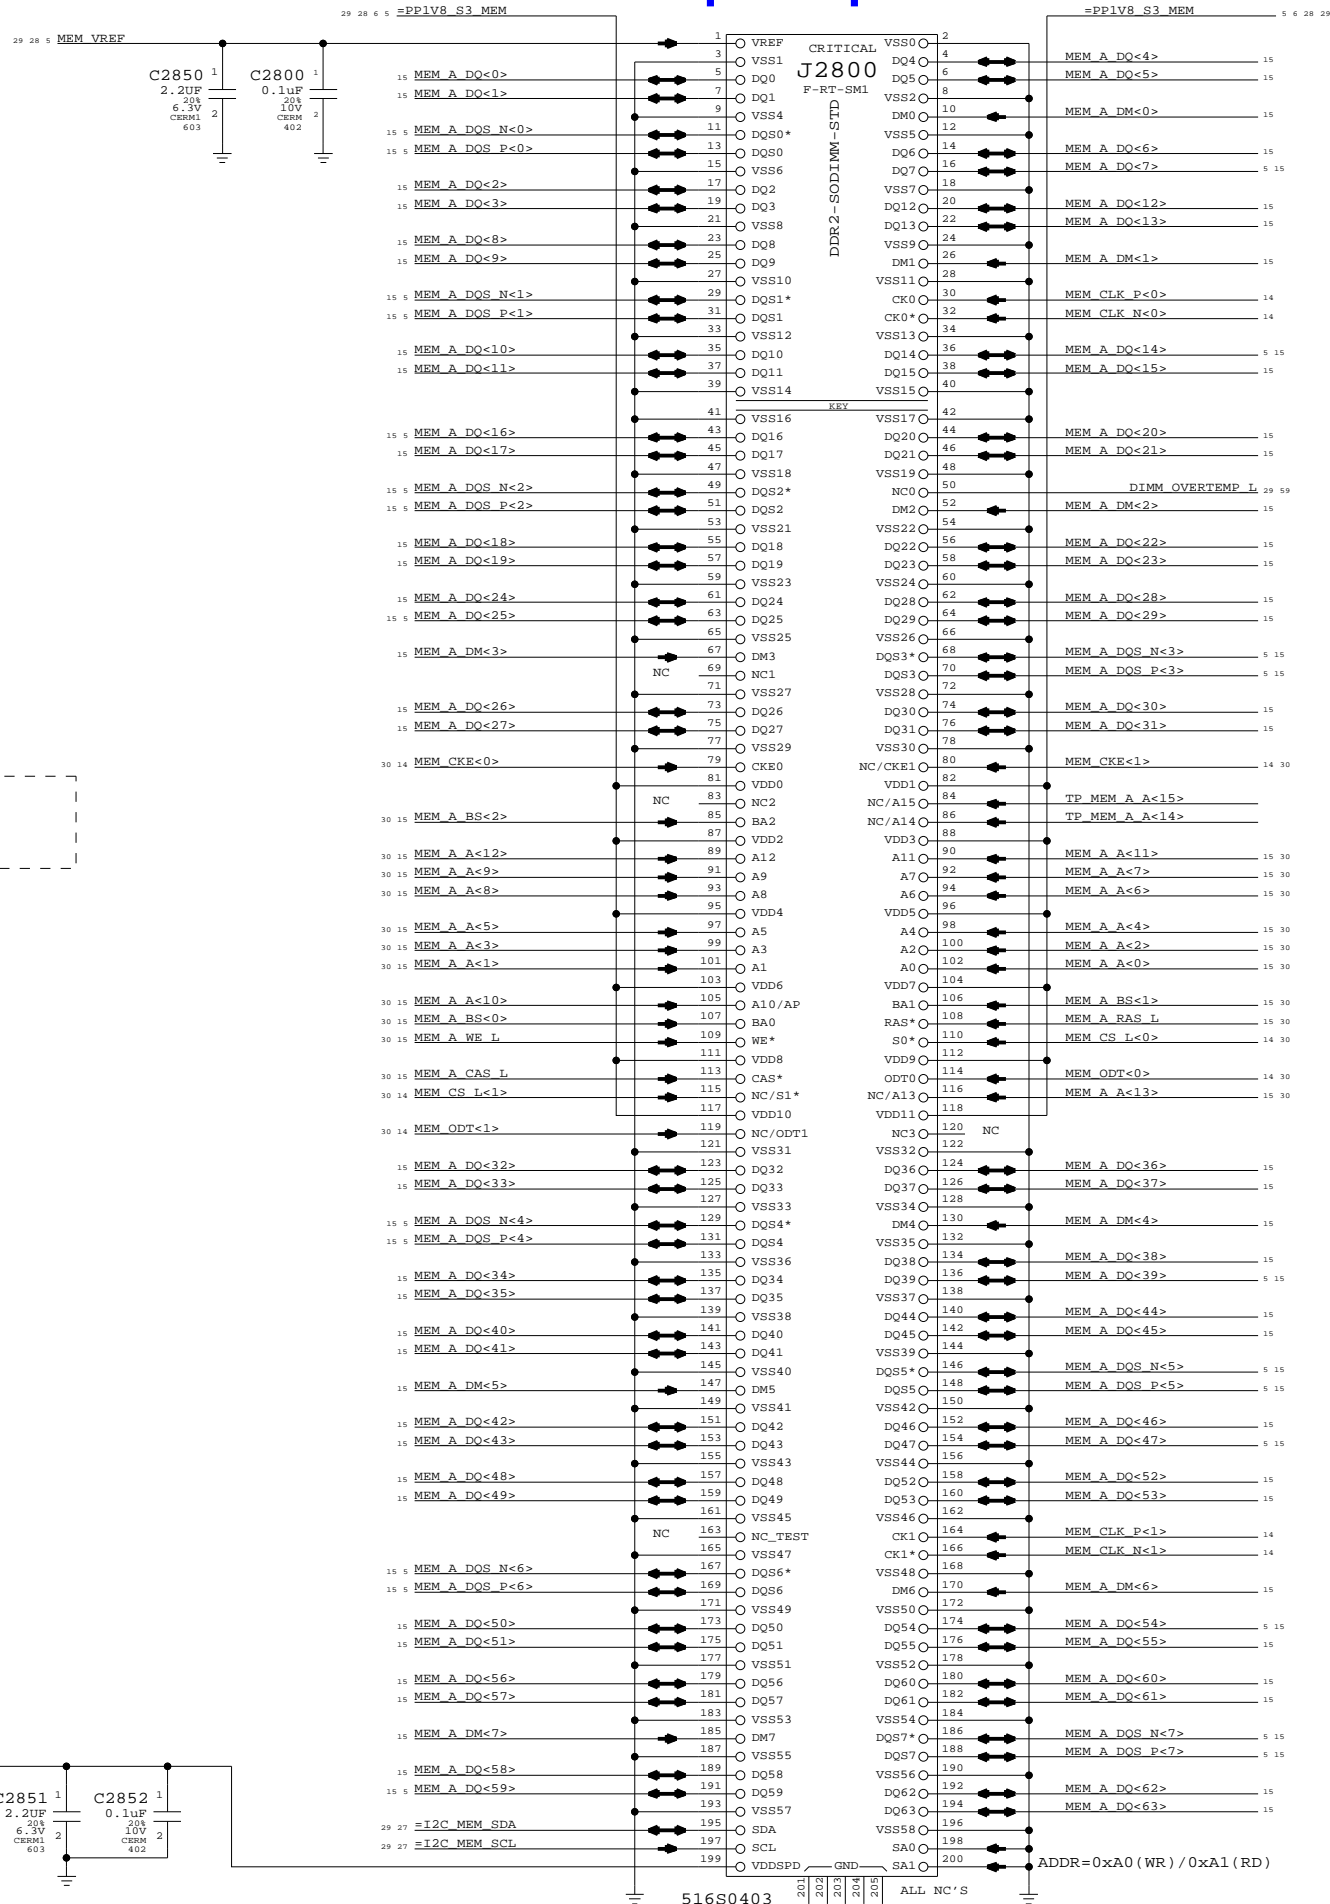 29 28 6 5 =PP1V8_S3_MEM
=PP1V8_S3_MEM 5 6 28 29
29 28 5 MEM_VREF
C2850 1
2.2UF
20%
6.3V
CERM1
603
2
C2800 1
0.1uF
20%
10V
CERM
402
2
CRITICAL
J2800
F-RT-SM1
DDR2-SODIMM-STD
1 VREF VSS0 2
3 VSS1 DQ4 4 MEM_A_DQ<4> 15
15 MEM_A_DQ<0> 5 DQ0 DQ5 6 MEM_A_DQ<5> 15
15 MEM_A_DQ<1> 7 DQ1 VSS2 8
9 VSS4 DM0 10 MEM_A_DM<0> 15
15 5 MEM_A_DQS_N<0> 11 DQS0* VSS5 12
15 5 MEM_A_DQS_P<0> 13 DQS0 DQ6 14 MEM_A_DQ<6> 15
15 VSS6 DQ7 16 MEM_A_DQ<7> 5 15
15 MEM_A_DQ<2> 17 DQ2 VSS7 18
15 MEM_A_DQ<3> 19 DQ3 DQ12 20 MEM_A_DQ<12> 15
21 VSS8 DQ13 22 MEM_A_DQ<13> 15
15 MEM_A_DQ<8> 23 DQ8 VSS9 24
15 MEM_A_DQ<9> 25 DQ9 DM1 26 MEM_A_DM<1> 15
27 VSS10 VSS11 28
15 5 MEM_A_DQS_N<1> 29 DQS1* CK0 30 MEM_CLK_P<0> 14
15 5 MEM_A_DQS_P<1> 31 DQS1 CK0* 32 MEM_CLK_N<0> 14
33 VSS12 VSS13 34
15 MEM_A_DQ<10> 35 DQ10 DQ14 36 MEM_A_DQ<14> 5 15
15 MEM_A_DQ<11> 37 DQ11 DQ15 38 MEM_A_DQ<15> 15
39 VSS14 VSS15 40
KEY
41 VSS16 VSS17 42
15 5 MEM_A_DQ<16> 43 DQ16 DQ20 44 MEM_A_DQ<20> 15
15 MEM_A_DQ<17> 45 DQ17 DQ21 46 MEM_A_DQ<21> 15
47 VSS18 VSS19 48
15 5 MEM_A_DQS_N<2> 49 DQS2* NC0 50 DIMM_OVERTEMP_L 29 59
15 5 MEM_A_DQS_P<2> 51 DQS2 DM2 52 MEM_A_DM<2> 15
53 VSS21 VSS22 54
15 MEM_A_DQ<18> 55 DQ18 DQ22 56 MEM_A_DQ<22> 15
15 MEM_A_DQ<19> 57 DQ19 DQ23 58 MEM_A_DQ<23> 15
59 VSS23 VSS24 60
15 MEM_A_DQ<24> 61 DQ24 DQ28 62 MEM_A_DQ<28> 15
15 5 MEM_A_DQ<25> 63 DQ25 DQ29 64 MEM_A_DQ<29> 15
65 VSS25 VSS26 66
15 MEM_A_DM<3> 67 DM3 DQS3* 68 MEM_A_DQS_N<3> 5 15
NC 69 NC1 DQS3 70 MEM_A_DQS_P<3> 5 15
71 VSS27 VSS28 72
15 MEM_A_DQ<26> 73 DQ26 DQ30 74 MEM_A_DQ<30> 15
15 MEM_A_DQ<27> 75 DQ27 DQ31 76 MEM_A_DQ<31> 15
77 VSS29 VSS30 78
30 14 MEM_CKE<0> 79 CKE0 NC/CKE1 80 MEM_CKE<1> 14 30
81 VDD0 VDD1 82
NC 83 NC2 NC/A15 84 TP_MEM_A_A<15>
30 15 MEM_A_BS<2> 85 BA2 NC/A14 86 TP_MEM_A_A<14>
87 VDD2 VDD3 88
30 15 MEM_A_A<12> 89 A12 A11 90 MEM_A_A<11> 15 30
30 15 MEM_A_A<9> 91 A9 A7 92 MEM_A_A<7> 15 30
30 15 MEM_A_A<8> 93 A8 A6 94 MEM_A_A<6> 15 30
95 VDD4 VDD5 96
30 15 MEM_A_A<5> 97 A5 A4 98 MEM_A_A<4> 15 30
30 15 MEM_A_A<3> 99 A3 A2 100 MEM_A_A<2> 15 30
30 15 MEM_A_A<1> 101 A1 A0 102 MEM_A_A<0> 15 30
103 VDD6 VDD7 104
30 15 MEM_A_A<10> 105 A10/AP BA1 106 MEM_A_BS<1> 15 30
30 15 MEM_A_BS<0> 107 BA0 RAS* 108 MEM_A_RAS_L 15 30
30 15 MEM_A_WE_L 109 WE* S0* 110 MEM_CS_L<0> 14 30
111 VDD8 VDD9 112
30 15 MEM_A_CAS_L 113 CAS* ODT0 114 MEM_ODT<0> 14 30
30 14 MEM_CS_L<1> 115 NC/S1* NC/A13 116 MEM_A_A<13> 15 30
117 VDD10 VDD11 118
30 14 MEM_ODT<1> 119 NC/ODT1 NC3 120 NC
121 VSS31 VSS32 122
15 MEM_A_DQ<32> 123 DQ32 DQ36 124 MEM_A_DQ<36> 15
15 MEM_A_DQ<33> 125 DQ33 DQ37 126 MEM_A_DQ<37> 15
127 VSS33 VSS34 128
15 5 MEM_A_DQS_N<4> 129 DQS4* DM4 130 MEM_A_DM<4> 15
15 5 MEM_A_DQS_P<4> 131 DQS4 VSS35 132
133 VSS36 DQ38 134 MEM_A_DQ<38> 15
15 MEM_A_DQ<34> 135 DQ34 DQ39 136 MEM_A_DQ<39> 5 15
15 MEM_A_DQ<35> 137 DQ35 VSS37 138
139 VSS38 DQ44 140 MEM_A_DQ<44> 15
15 MEM_A_DQ<40> 141 DQ40 DQ45 142 MEM_A_DQ<45> 15
15 MEM_A_DQ<41> 143 DQ41 VSS39 144
145 VSS40 DQS5* 146 MEM_A_DQS_N<5> 5 15
15 MEM_A_DM<5> 147 DM5 DQS5 148 MEM_A_DQS_P<5> 5 15
149 VSS41 VSS42 150
15 MEM_A_DQ<42> 151 DQ42 DQ46 152 MEM_A_DQ<46> 15
15 MEM_A_DQ<43> 153 DQ43 DQ47 154 MEM_A_DQ<47> 5 15
155 VSS43 VSS44 156
15 MEM_A_DQ<48> 157 DQ48 DQ52 158 MEM_A_DQ<52> 15
15 MEM_A_DQ<49> 159 DQ49 DQ53 160 MEM_A_DQ<53> 15
161 VSS45 VSS46 162
NC 163 NC_TEST CK1 164 MEM_CLK_P<1> 14
165 VSS47 CK1* 166 MEM_CLK_N<1> 14
15 5 MEM_A_DQS_N<6> 167 DQS6* VSS48 168
15 5 MEM_A_DQS_P<6> 169 DQS6 DM6 170 MEM_A_DM<6> 15
171 VSS49 VSS50 172
15 MEM_A_DQ<50> 173 DQ50 DQ54 174 MEM_A_DQ<54> 5 15
15 MEM_A_DQ<51> 175 DQ51 DQ55 176 MEM_A_DQ<55> 15
177 VSS51 VSS52 178
15 MEM_A_DQ<56> 179 DQ56 DQ60 180 MEM_A_DQ<60> 15
15 MEM_A_DQ<57> 181 DQ57 DQ61 182 MEM_A_DQ<61> 15
183 VSS53 VSS54 184
15 MEM_A_DM<7> 185 DM7 DQS7* 186 MEM_A_DQS_N<7> 5 15
187 VSS55 DQS7 188 MEM_A_DQS_P<7> 5 15
15 MEM_A_DQ<58> 189 DQ58 VSS56 190
15 5 MEM_A_DQ<59> 191 DQ59 DQ62 192 MEM_A_DQ<62> 15
193 VSS57 DQ63 194 MEM_A_DQ<63> 15
29 27 =I2C_MEM_SDA 195 SDA VSS58 196
29 27 =I2C_MEM_SCL 197 SCL SA0 198
199 VDDSPD GND SA1 200 ADDR=0xA0(WR)/0xA1(RD)
C2851 1
2.2UF
20%
6.3V
CERM1
603
2
C2852 1
0.1uF
20%
10V
CERM
402
2
516S0403
201 202 203 204 205
ALL NC'S